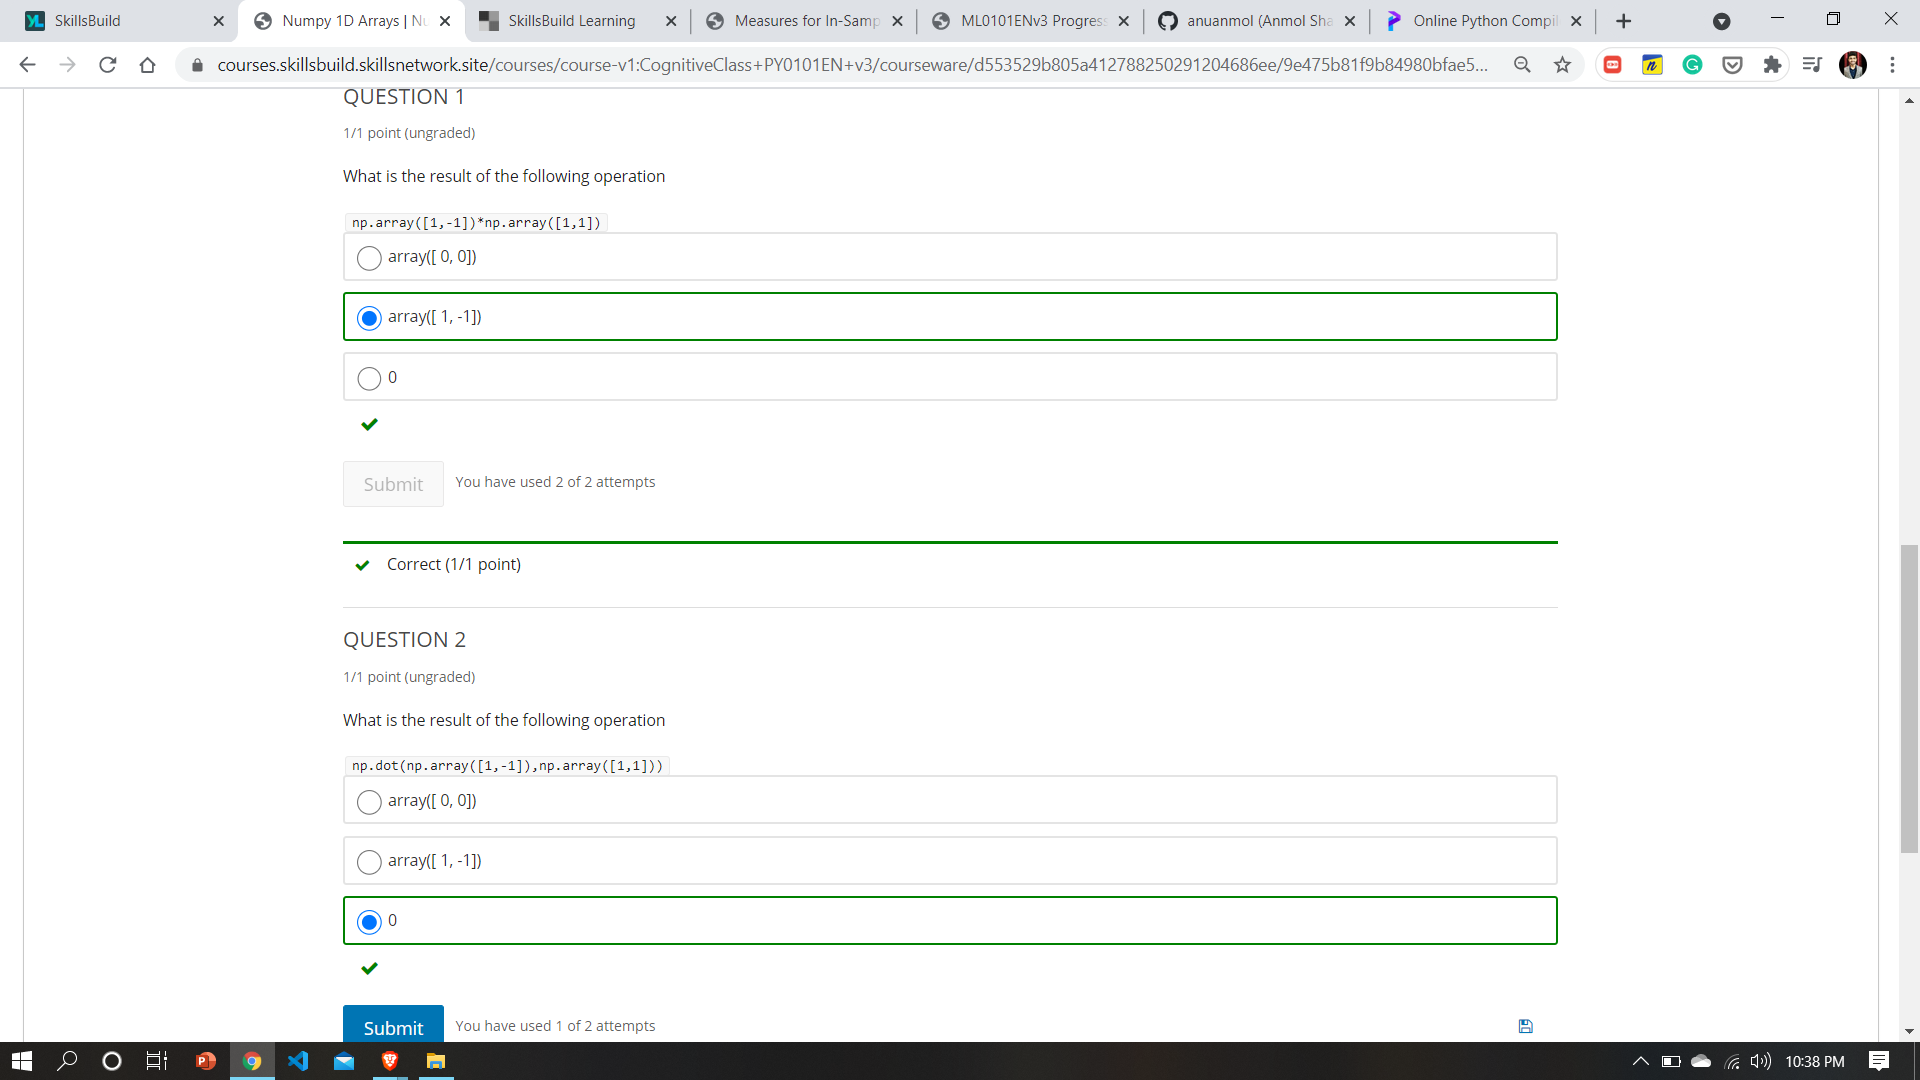 SkillsBuild
Numpy 1D Arrays | Nu
SkillsBuild Learning
Measures for In-Samp
ML0101ENv3 Progress
anuanmol (Anmol Sha
Online Python Compil
courses.skillsbuild.skillsnetwork.site/courses/course-v1:CognitiveClass+PY0101EN+v3/courseware/d553529b805a412788250291204686ee/9e475b81f9b84980bfae5...
QUESTION 1
1/1 point (ungraded)
What is the result of the following operation
np.array([1,-1])*np.array([1,1])
array([ 0, 0])
array([ 1, -1])
0
Submit
You have used 2 of 2 attempts
Correct (1/1 point)
QUESTION 2
1/1 point (ungraded)
What is the result of the following operation
np.dot(np.array([1,-1]),np.array([1,1]))
array([ 0, 0])
array([ 1, -1])
0
Submit
You have used 1 of 2 attempts
10:38 PM